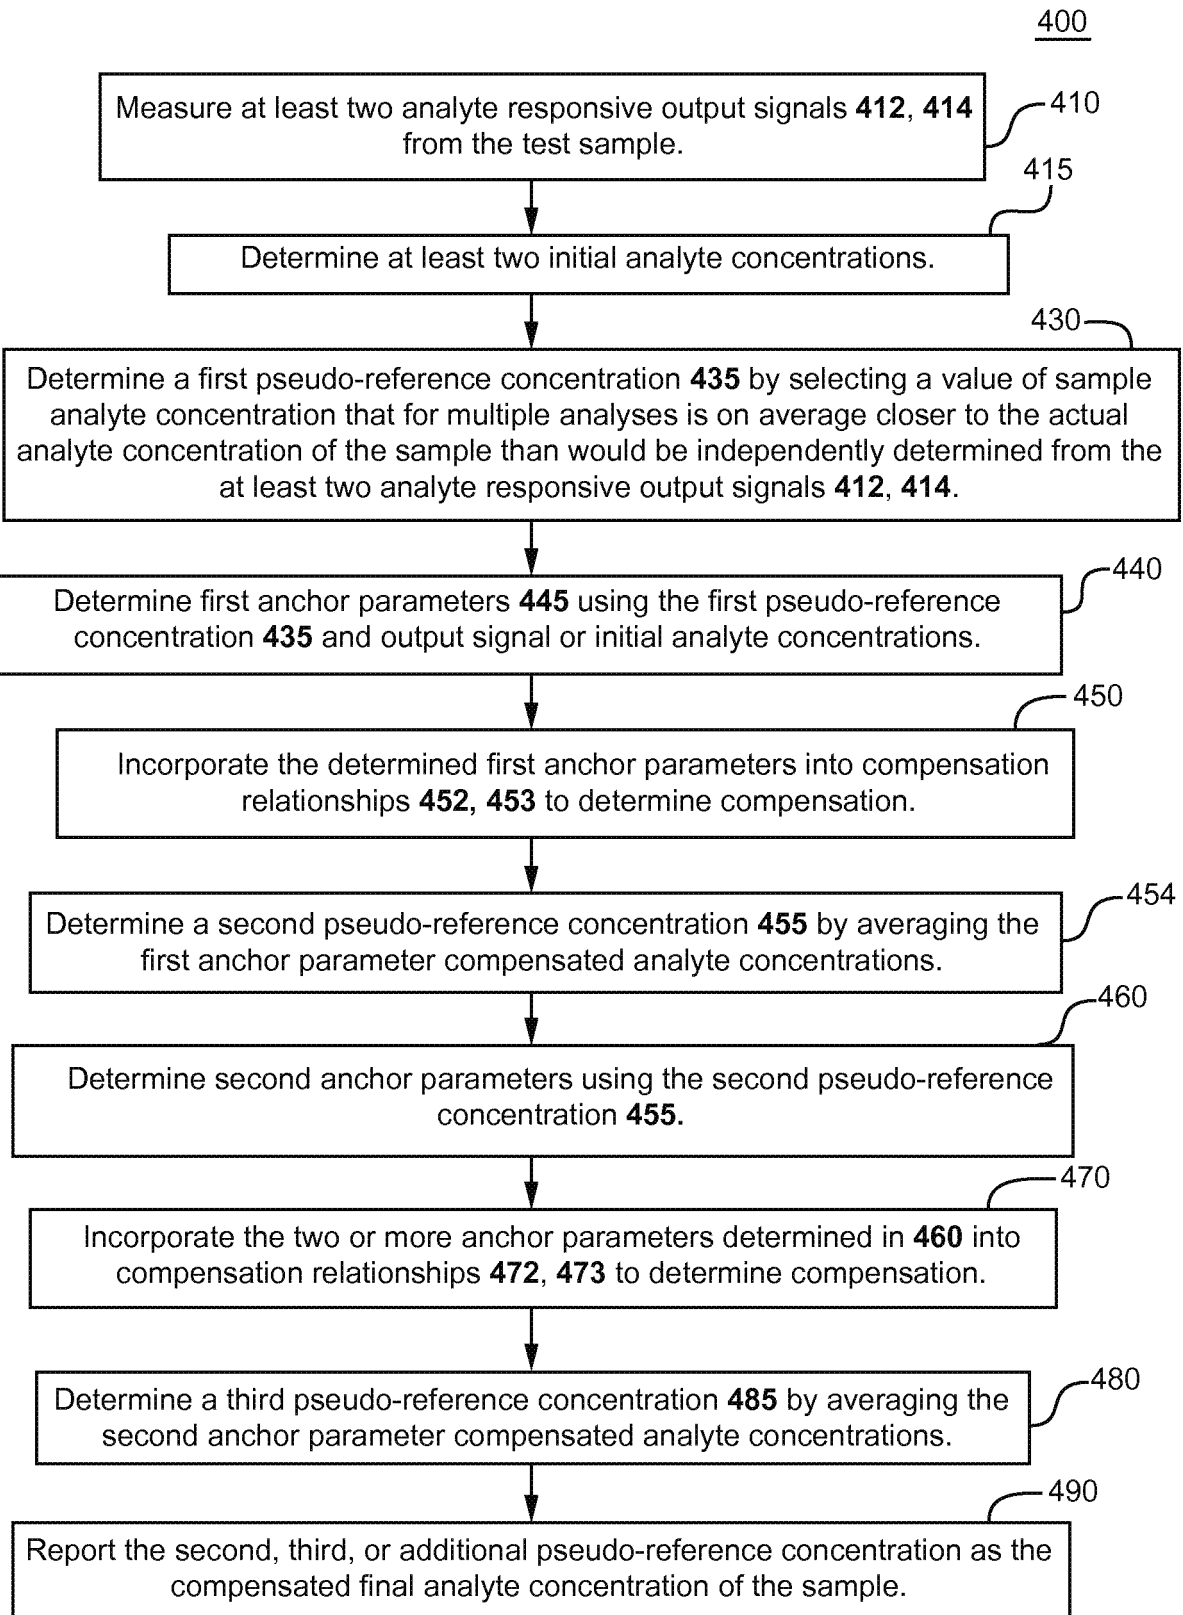 400
Measure at least two analyte responsive output signals 412, 414
from the test sample.
410
415
Determine at least two initial analyte concentrations.
430
Determine a first pseudo-reference concentration 435 by selecting a value of sample
analyte concentration that for multiple analyses is on average closer to the actual
analyte concentration of the sample than would be independently determined from the
at least two analyte responsive output signals 412, 414.
440
Determine first anchor parameters 445 using the first pseudo-reference
concentration 435 and output signal or initial analyte concentrations.
450
Incorporate the determined first anchor parameters into compensation
relationships 452, 453 to determine compensation.
454
Determine a second pseudo-reference concentration 455 by averaging the
first anchor parameter compensated analyte concentrations.
460
Determine second anchor parameters using the second pseudo-reference
concentration 455.
470
Incorporate the two or more anchor parameters determined in 460 into
compensation relationships 472, 473 to determine compensation.
480
Determine a third pseudo-reference concentration 485 by averaging the
second anchor parameter compensated analyte concentrations.
490
Report the second, third, or additional pseudo-reference concentration as the
compensated final analyte concentration of the sample.